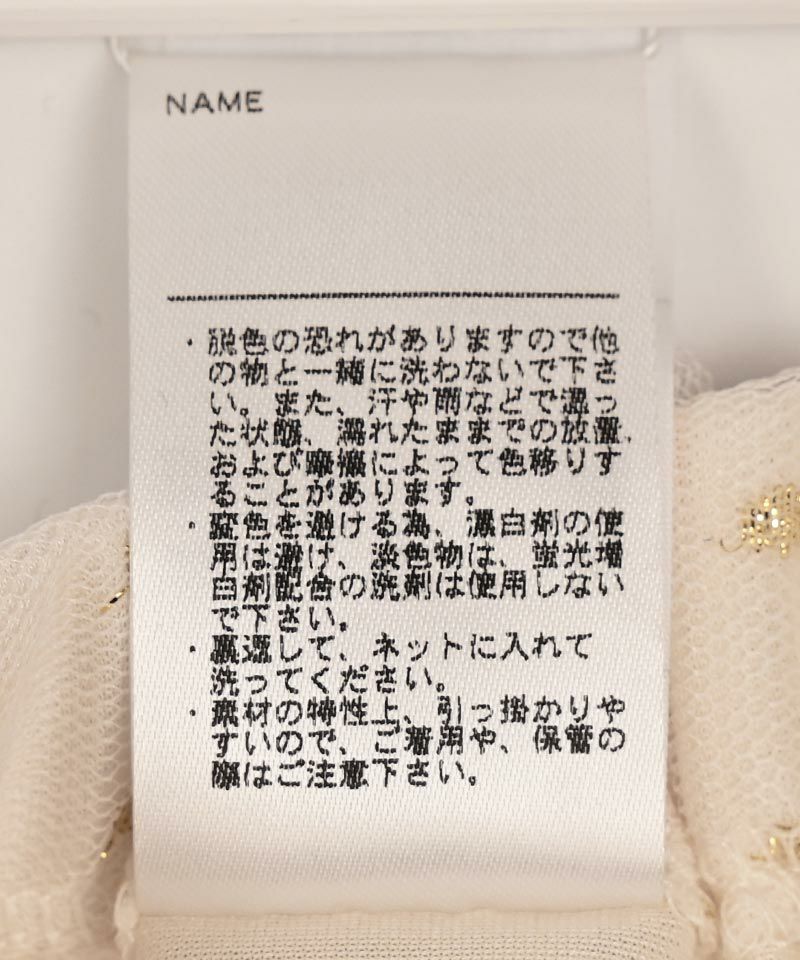 NAME
・脱色の恐れがありますので他
の物と一緒に洗わないで下さ
い。また、汗や雨などで湿っ
た状態、濡れたままでの放置、
および摩擦によって色移りす
ることがあります。
・変色を避ける為、漂白剤の使
用は避け、淡色物は、蛍光増
白剤配合の洗剤は使用しない
で下さい。
・裏返して、ネットに入れて
洗ってください。
・素材の特性上、引っ掛かりや
すいので、ご着用や、保管の
際はご注意下さい。